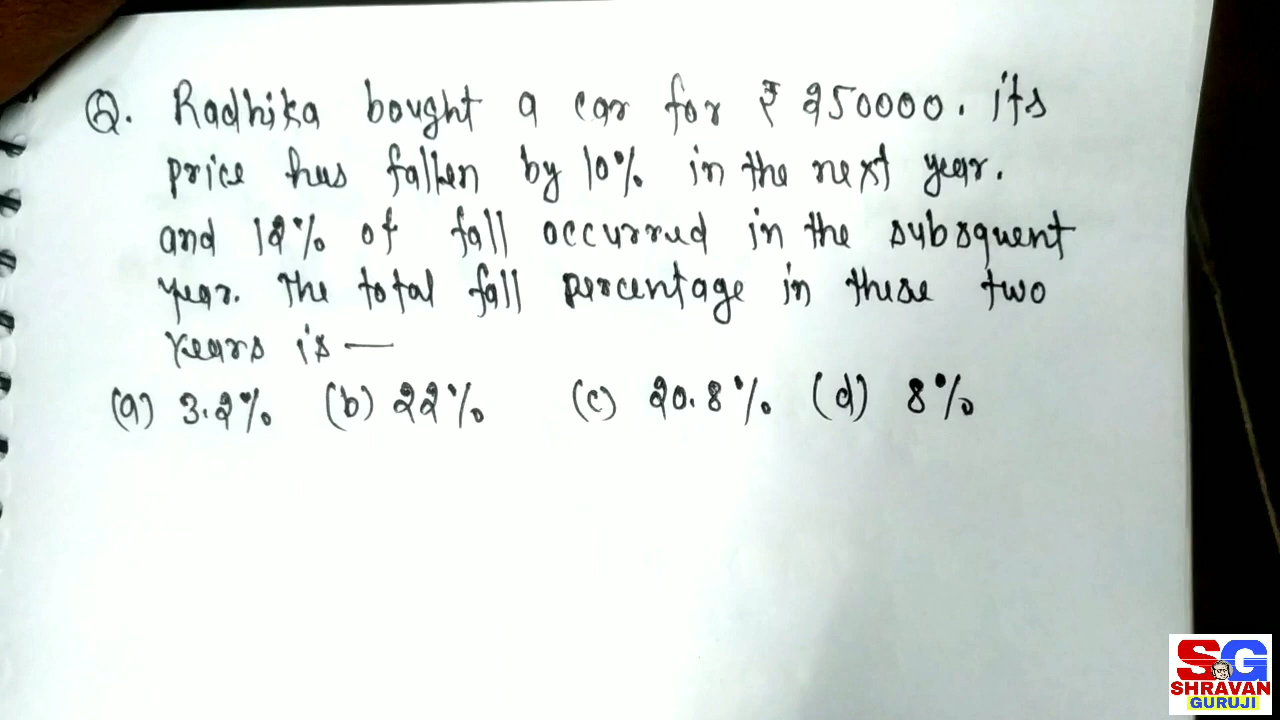 Q. Radhika bought a car for ₹ 250000. its
price has fallen by 10% in the next year.
and 12% of fall occurred in the subsquent
year. The total fall percentage in these two
years is —
(a) 3.2% (b) 22% (c) 20.8% (d) 8%
SG
SHRAVAN
GURUJI